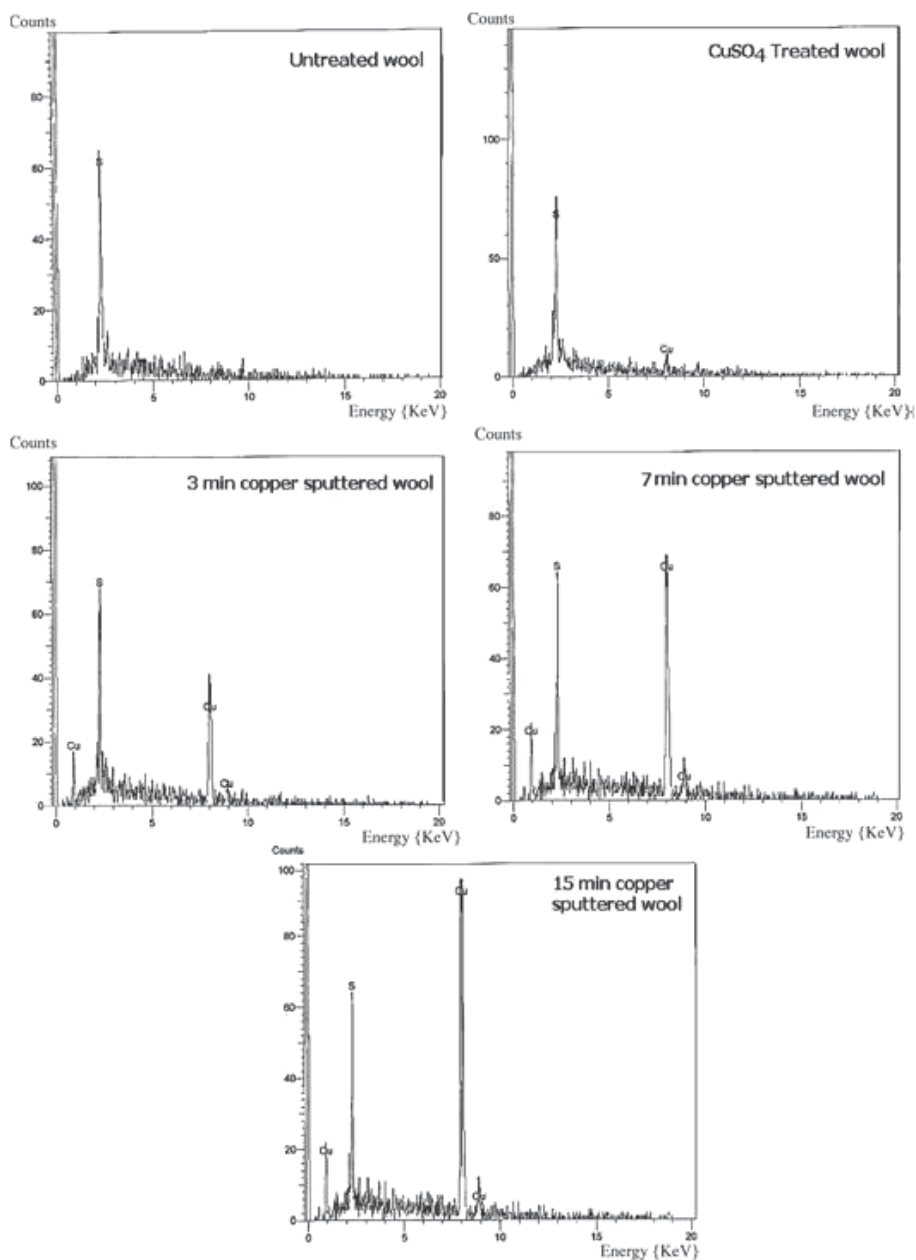 Counts
Untreated wool
80
60
S
40
20
0
0 5 10 15 20
Energy {KeV}
Counts
CuSO4 Treated wool
100
S
50
Cu
0
0 5 10 15 20
Energy {KeV}
Counts
3 min copper sputtered wool
100
80
S
60
40
Cu
20
Cu
Cu
0
0 5 10 15 20
Energy {KeV}
Counts
7 min copper sputtered wool
80
S
Cu
60
40
20
Cu
Cu
0
0 5 10 15 20
Energy {KeV}
Counts
15 min copper
sputtered wool
100
Cu
80
S
60
40
20
Cu
Cu
0
0 5 10 15 20
Energy {KeV}